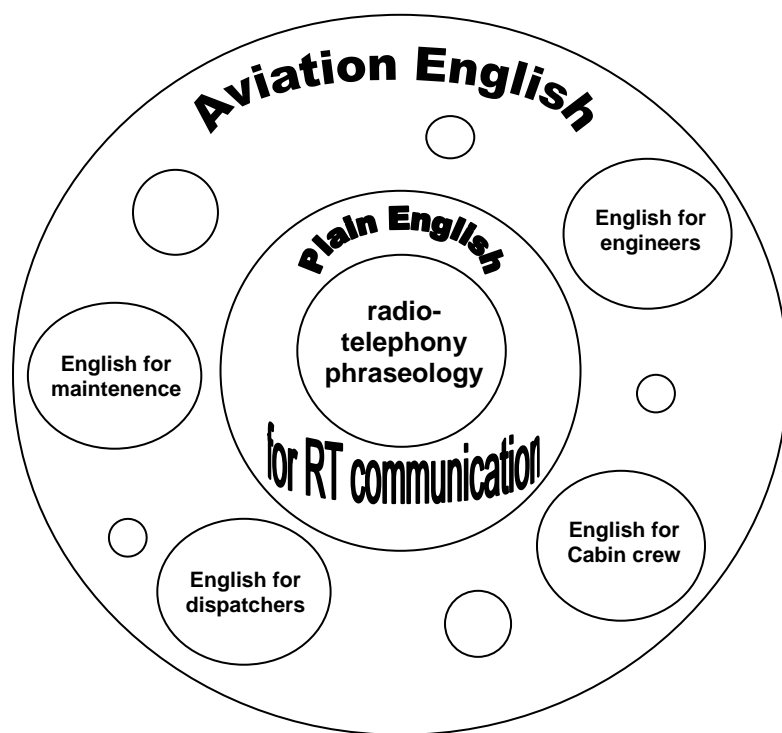 Aviation English
English for
engineers
Plain English
radio-
telephony
phraseology
English for
maintenence
for RT communication
English for
Cabin crew
English for
dispatchers